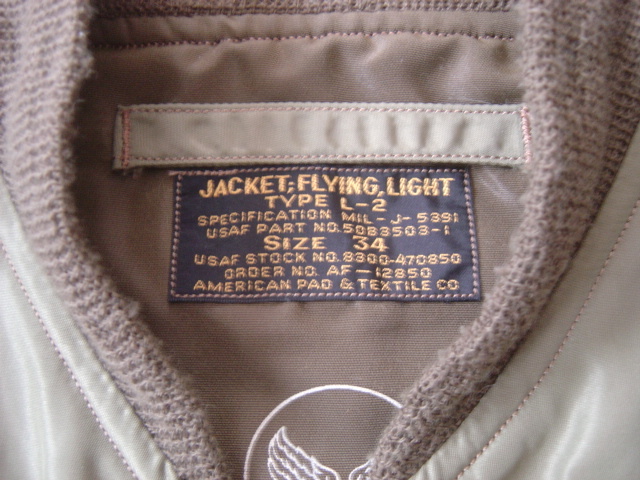 JACKET; FLYING, LIGHT
TYPE L-2
SPECIFICATION MIL-J-5391
USAF PART NO. 50B3503-1
SIZE 34
USAF STOCK NO. 8300-470850
ORDER NO. AF-12850
AMERICAN PAD & TEXTILE CO